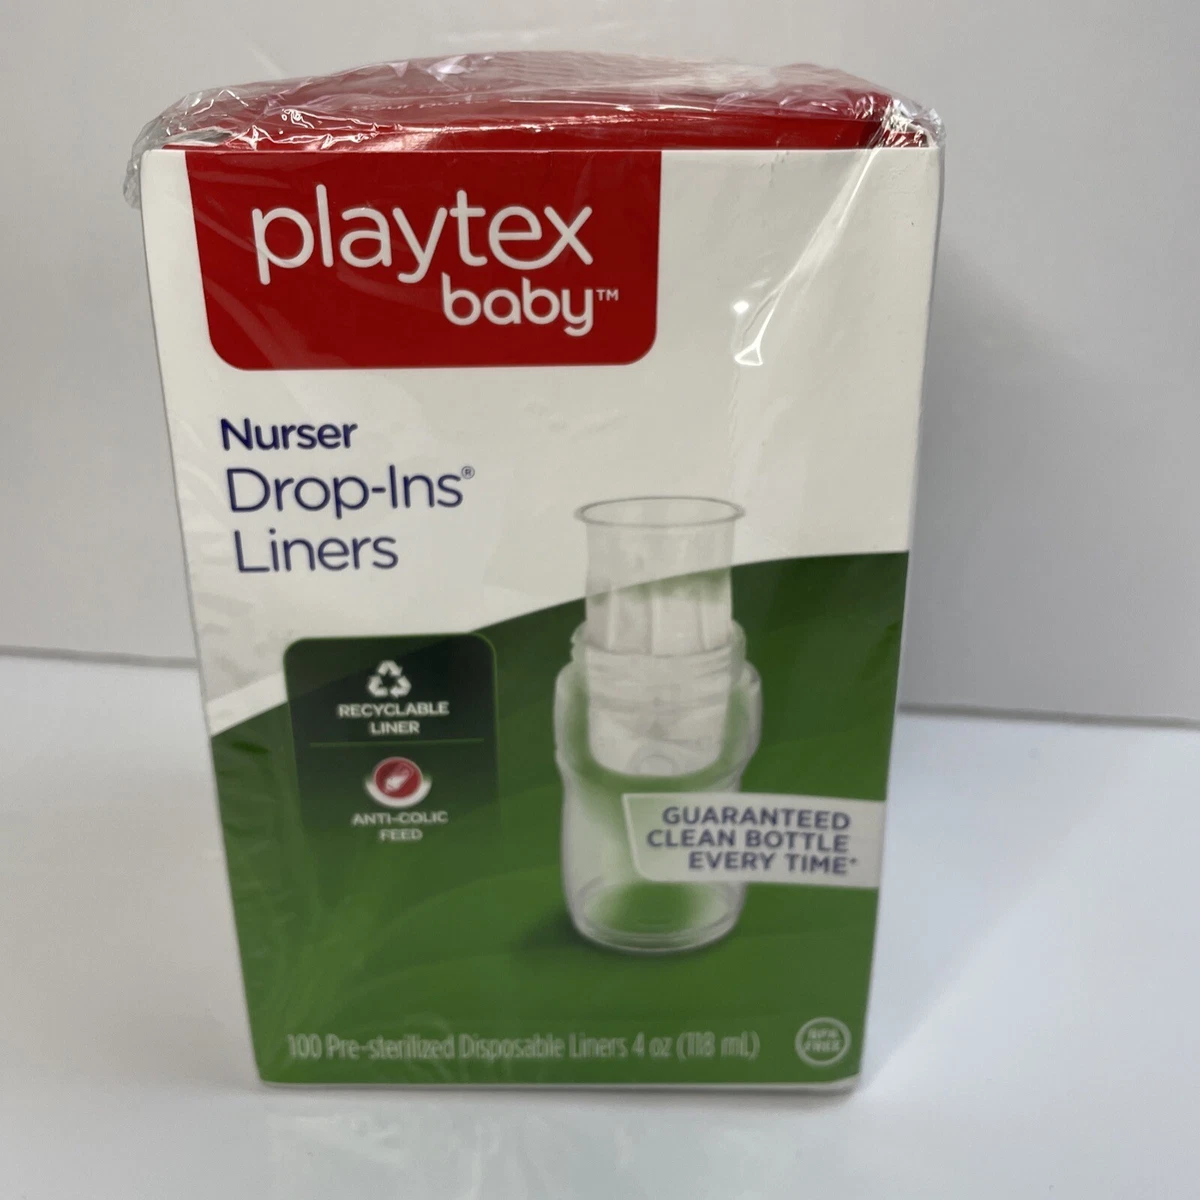 playtex
baby™
Nurser
Drop-Ins®
Liners
RECYCLABLE
LINER
ANTI-COLIC
FEED
GUARANTEED
CLEAN BOTTLE
EVERY TIME*
100 Pre-sterilized Disposable Liners 4 oz (118 mL)
BPA
FREE